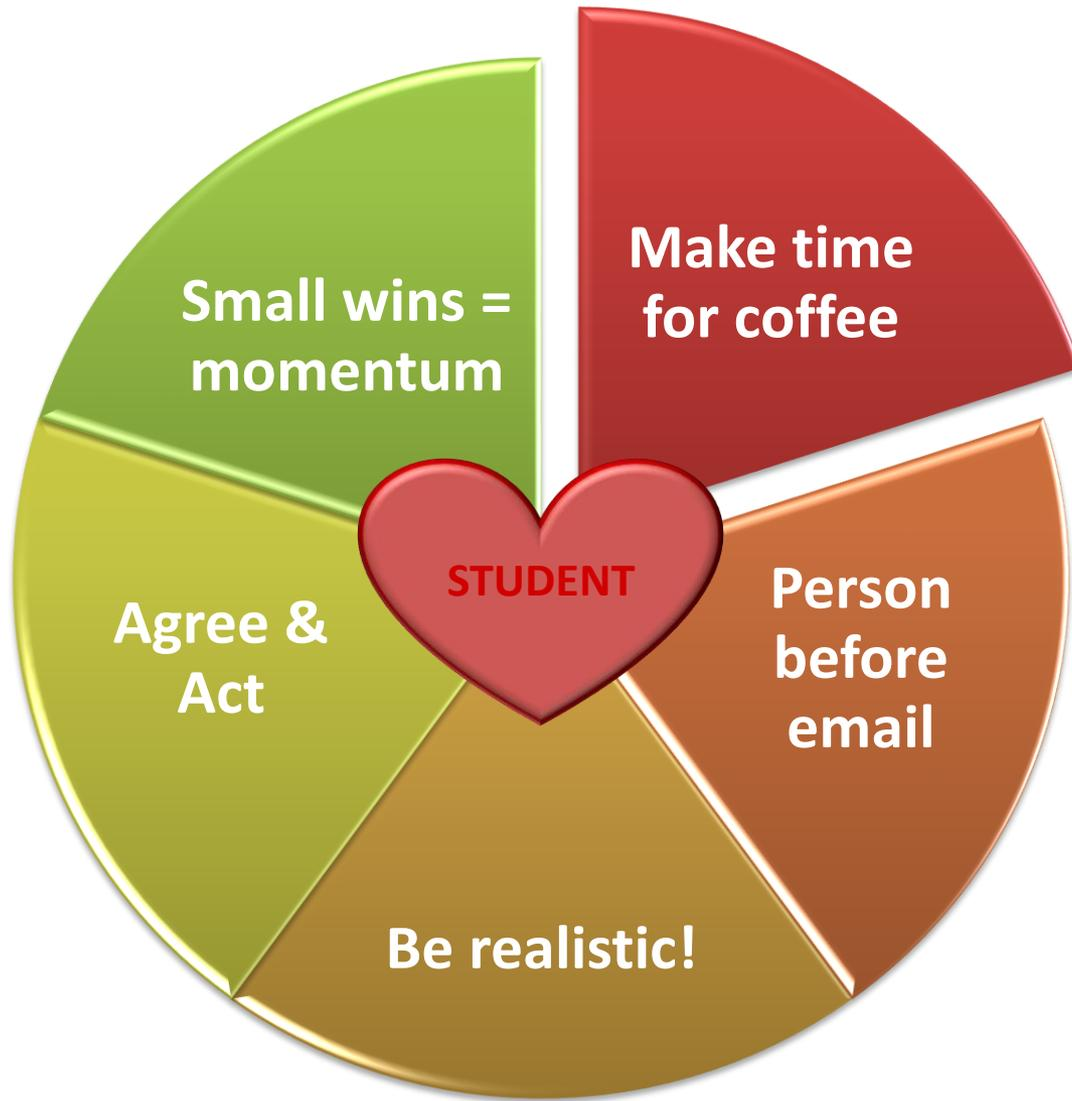 Make time
for coffee
Person
before
email
Be realistic!
Agree &
Act
Small wins =
momentum
STUDENT